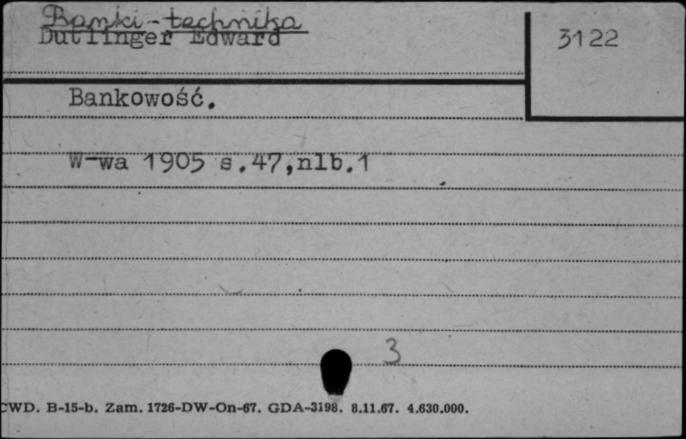 Banki-technika
Dutlinger Edward
3122
Bankowość.
W-wa 1905 s.47,nlb.1
3
CWD. B-15-b. Zam. 1726-DW-On-67. GDA-3198. 8.11.67. 4.630.000.